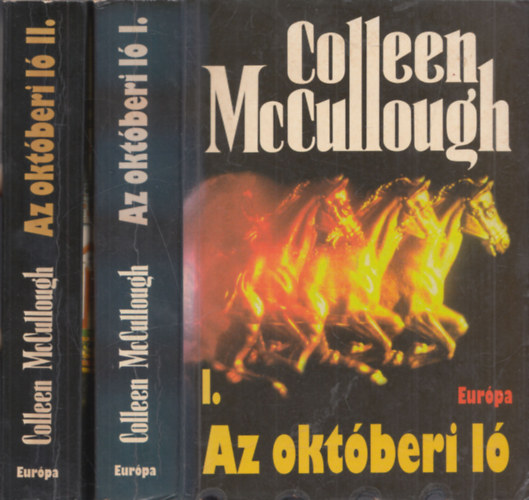 Colleen McCullough Az októberi ló II.
Európa
Colleen McCullough Az októberi ló I.
Európa
Colleen
McCullough
I.
Európa
Az októberi ló